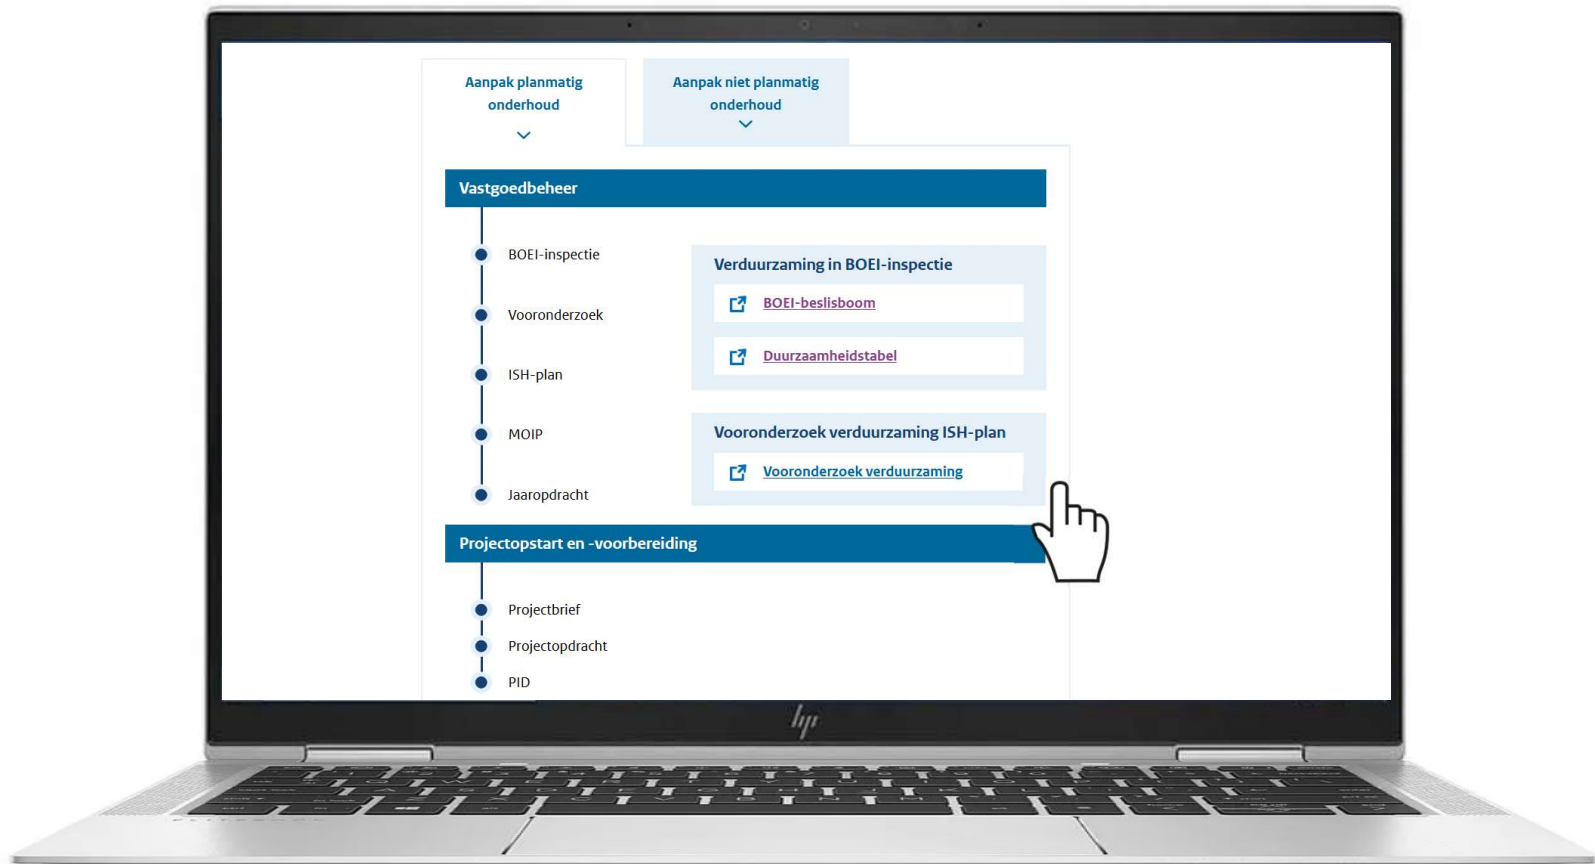 Aanpak planmatig
onderhoud
Aanpak niet planmatig
onderhoud
Vastgoedbeheer
BOEI-inspectie
Vooronderzoek
ISH-plan
MOIP
Jaaropdracht
Verduurzaming in BOEI-inspectie
BOEI-beslisboom
Duurzaamheidstabel
Vooronderzoek verduurzaming ISH-plan
Vooronderzoek verduurzaming
Projectopstart en -voorbereiding
Projectbrief
Projectopdracht
PID
hp